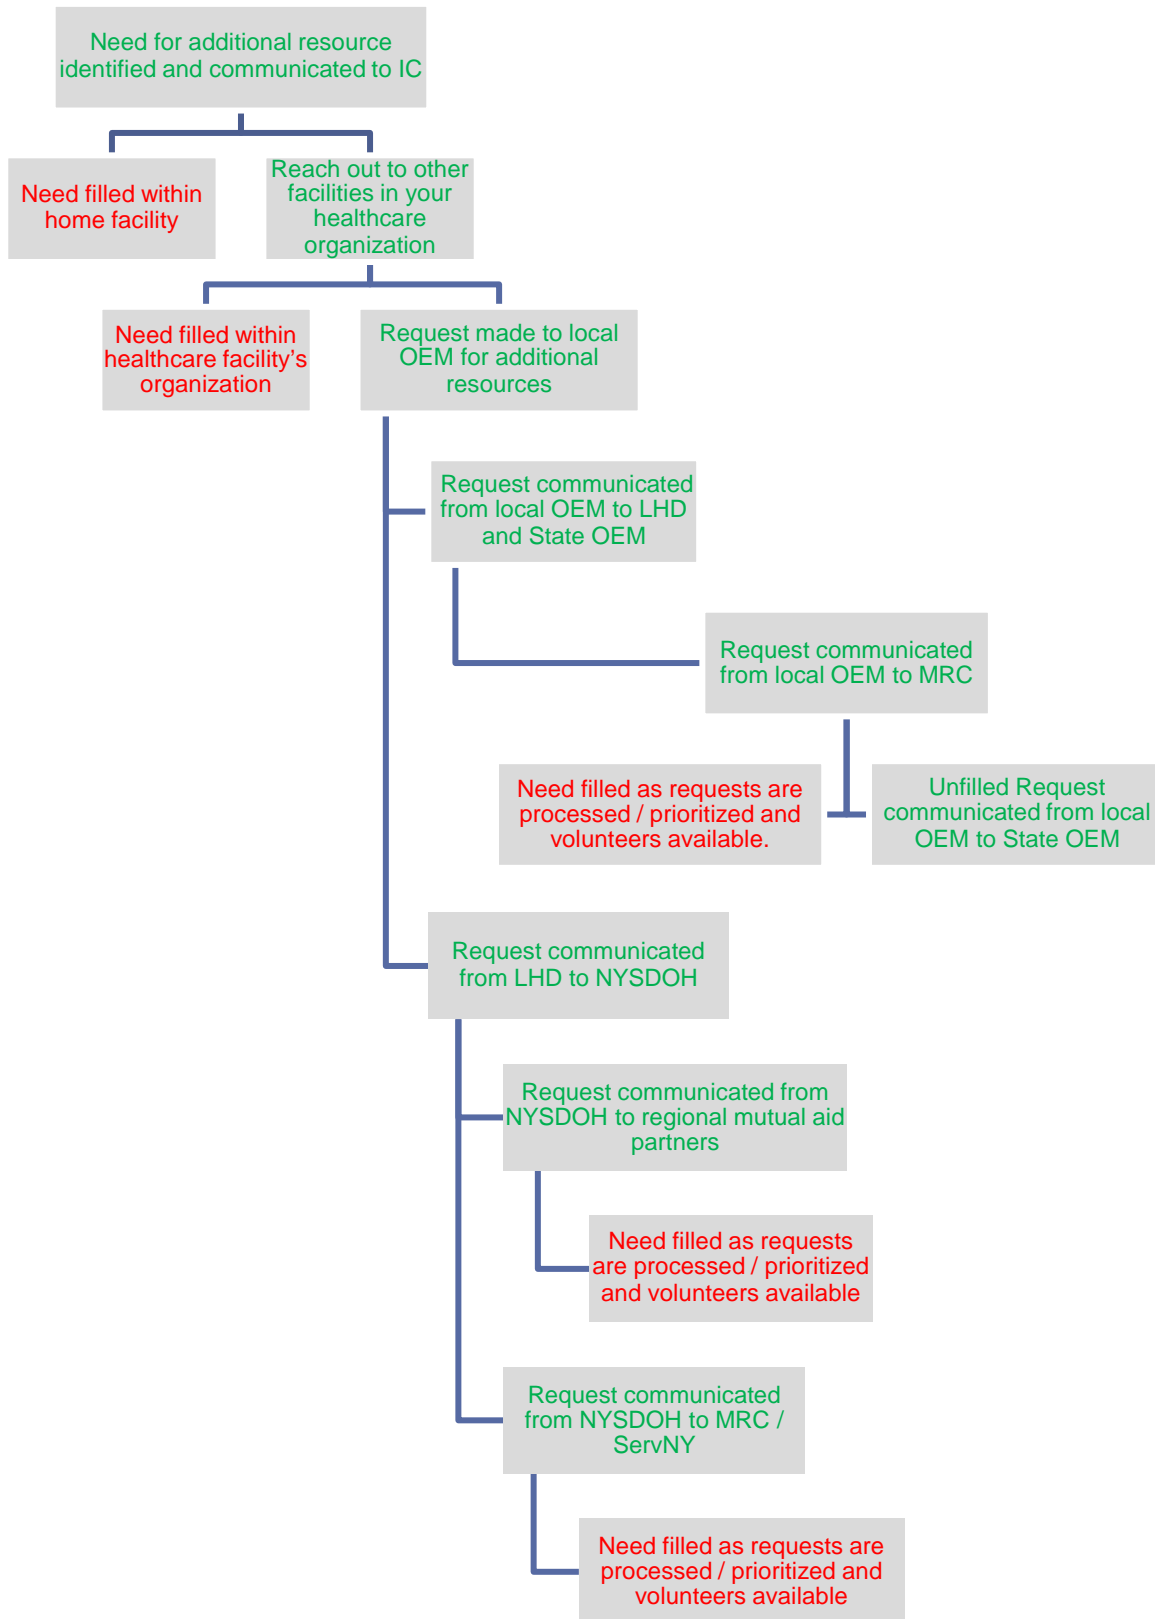 Need for additional resource
identified and communicated to IC
Need filled within
home facility
Reach out to other
facilities in your
healthcare
organization
Need filled within
healthcare facility’s
organization
Request made to local
OEM for additional
resources
Request communicated
from local OEM to LHD
and State OEM
Request communicated
from local OEM to MRC
Need filled as requests are
processed / prioritized and
volunteers available.
Unfilled Request
communicated from local
OEM to State OEM
Request communicated
from LHD to NYSDOH
Request communicated from
NYSDOH to regional mutual aid
partners
Need filled as requests
are processed / prioritized
and volunteers available
Request communicated
from NYSDOH to MRC /
ServNY
Need filled as requests are
processed / prioritized and
volunteers available